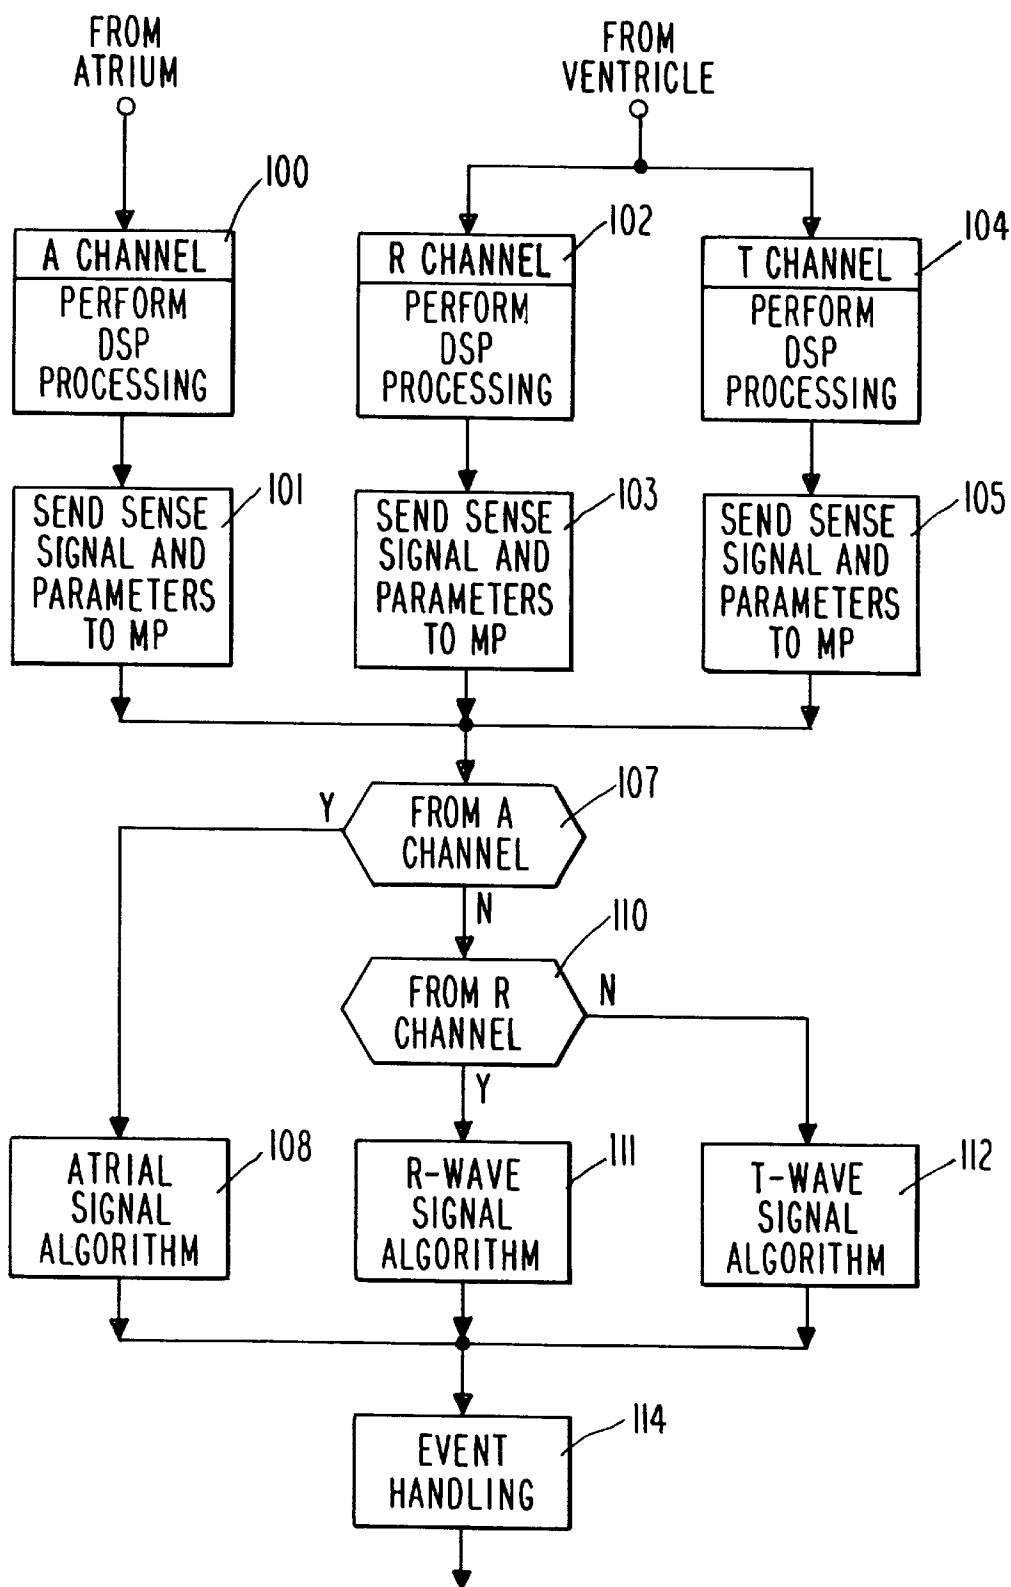 FROM
ATRIUM
FROM
VENTRICLE
100
A CHANNEL
PERFORM
DSP
PROCESSING
102
R CHANNEL
PERFORM
DSP
PROCESSING
104
T CHANNEL
PERFORM
DSP
PROCESSING
101
SEND SENSE
SIGNAL AND
PARAMETERS
TO MP
103
SEND SENSE
SIGNAL AND
PARAMETERS
TO MP
105
SEND SENSE
SIGNAL AND
PARAMETERS
TO MP
107
Y
FROM A
CHANNEL
N
110
FROM R
CHANNEL
N
Y
108
ATRIAL
SIGNAL
ALGORITHM
111
R-WAVE
SIGNAL
ALGORITHM
112
T-WAVE
SIGNAL
ALGORITHM
114
EVENT
HANDLING